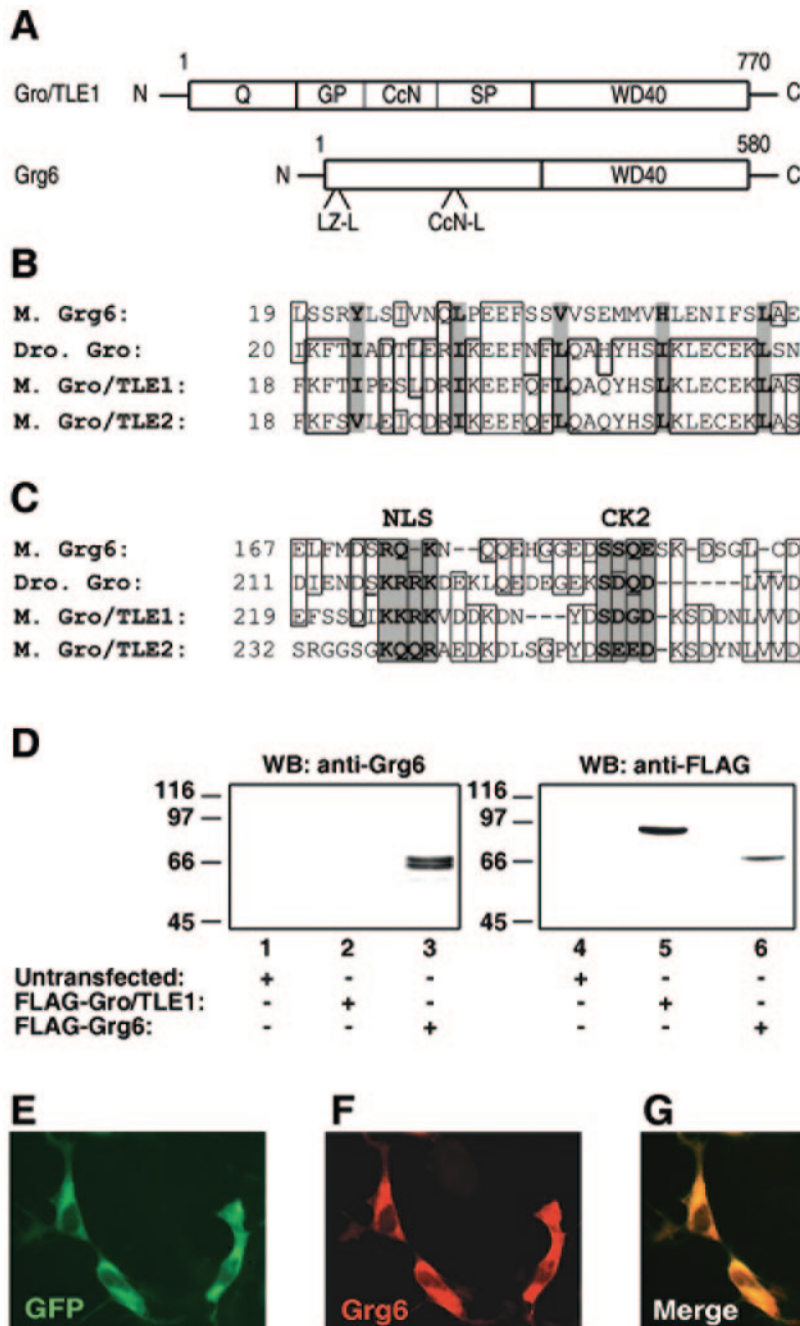 A
1 770
Gro/TLE1 N Q GP CcN SP WD40 C
1 580
Grg6 N WD40 C
LZ-L CcN-L
B
M. Grg6: 19 LSSRYLSIVNQLPEEFSSVVSEMMVHLENIFSLAE
Dro. Gro: 20 IKFTIADTLERIKEEFNFLQAHYHSIKLECEKLSN
M. Gro/TLE1: 18 FKFTIPESLDRIKEEFQFLQAQYHSLKLECEKLAS
M. Gro/TLE2: 18 FKFSVLEICDRIKEEFQFLQAQYHSLKLECEKLAS
C
NLS CK2
M. Grg6: 167 ELFMDSRQ-KN--QQEHGGEDSSQESK-DSGL-CD
Dro. Gro: 211 DIENDSKRRKDEKLQEDEGEKSDQD-----LVVD
M. Gro/TLE1: 219 EFSSDIKKRKVDDKDN---YDSDGD-KSDDNLVVD
M. Gro/TLE2: 232 SRGGSGKQQRAEDKDLSGPYDSEED-KSDYNLVVD
D
WB: anti-Grg6 WB: anti-FLAG
116 116
97 97
66 66
45 45
1 2 3 4 5 6
Untransfected: + - - + - -
FLAG-Gro/TLE1: - + - - + -
FLAG-Grg6: - - + - - +
E F G
GFP Grg6 Merge